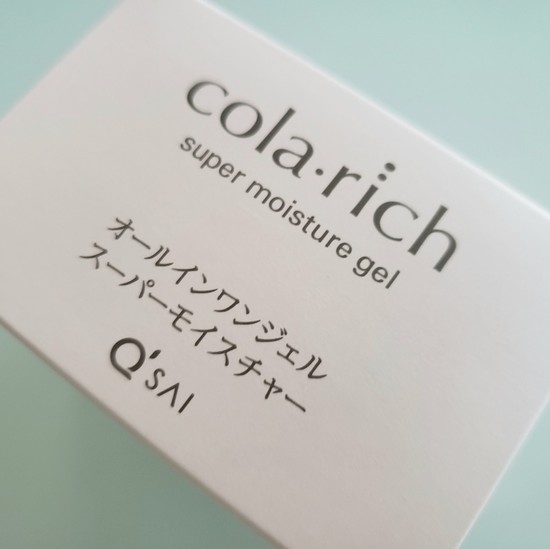 cola・rich
super moisture gel
オールインワンジェル
スーパーモイスチャー
Q'SAI